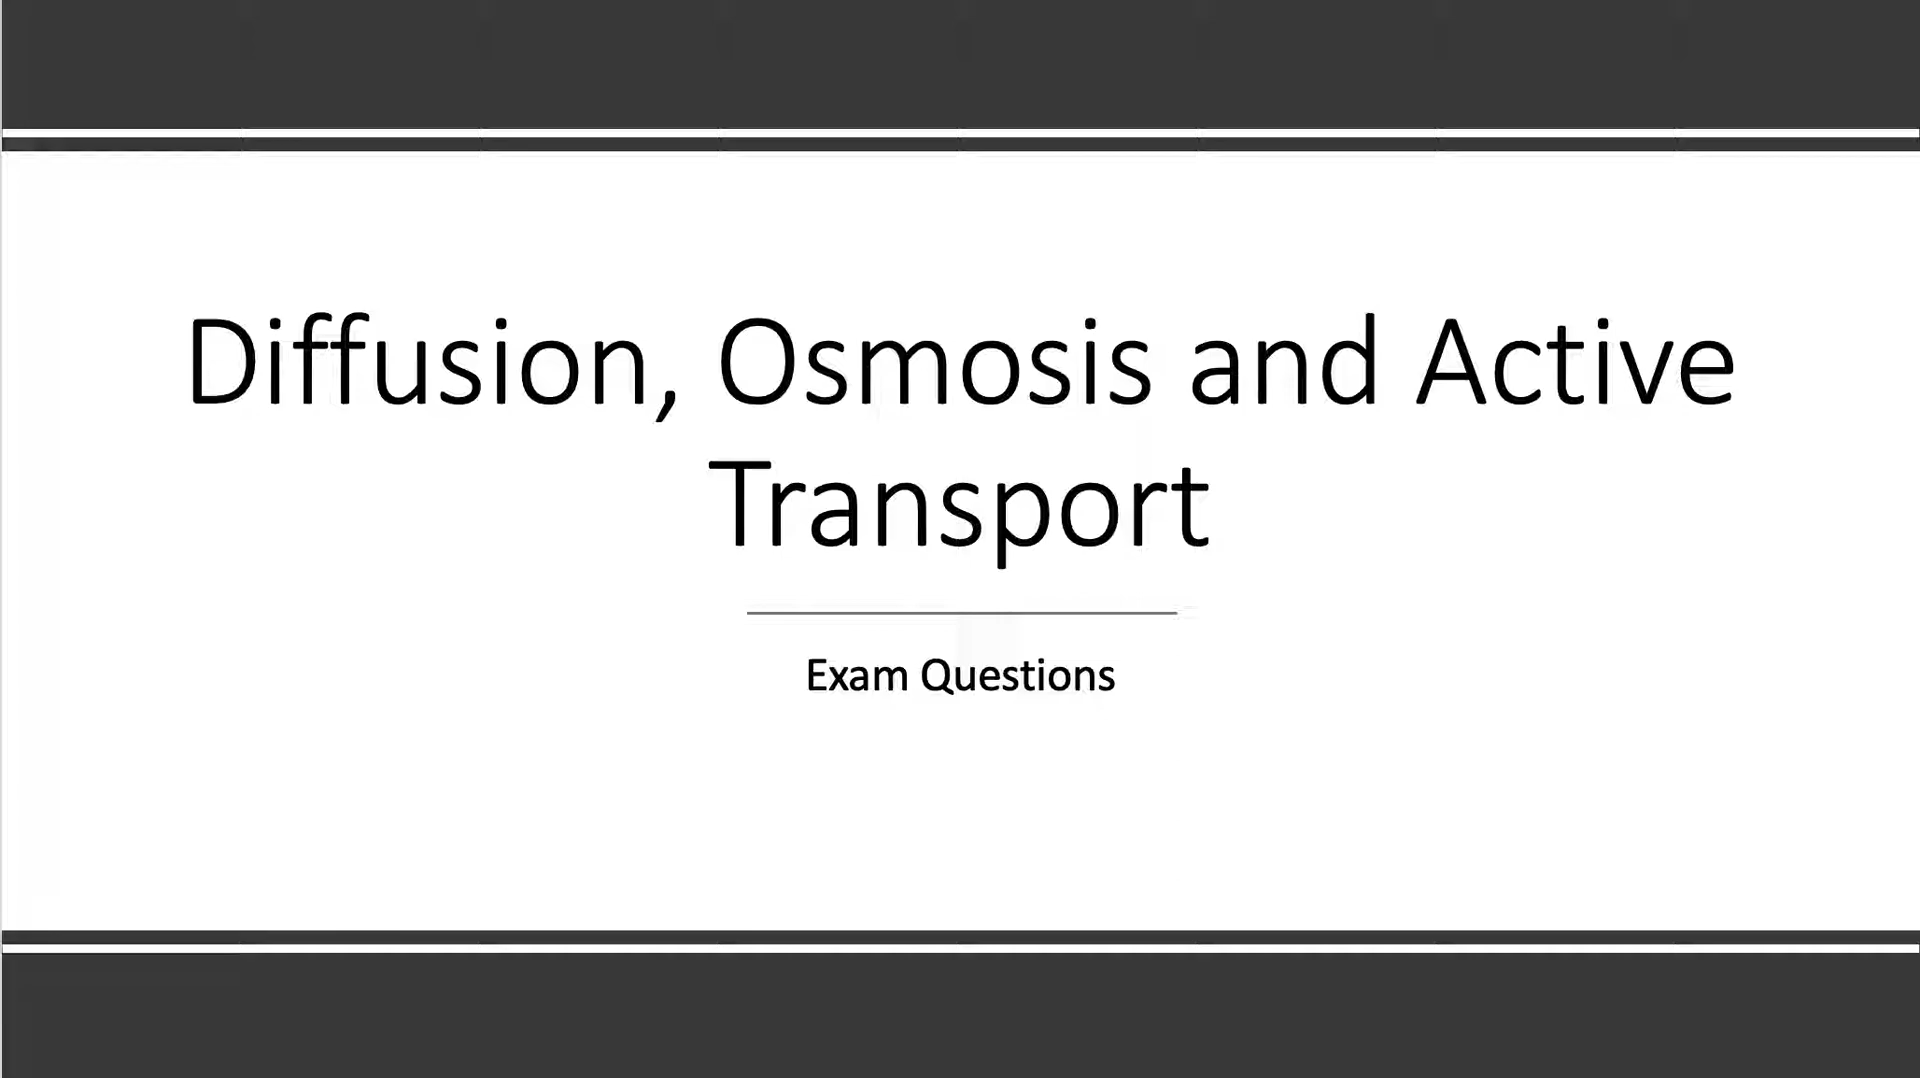 Diffusion, Osmosis and Active
Transport
Exam Questions